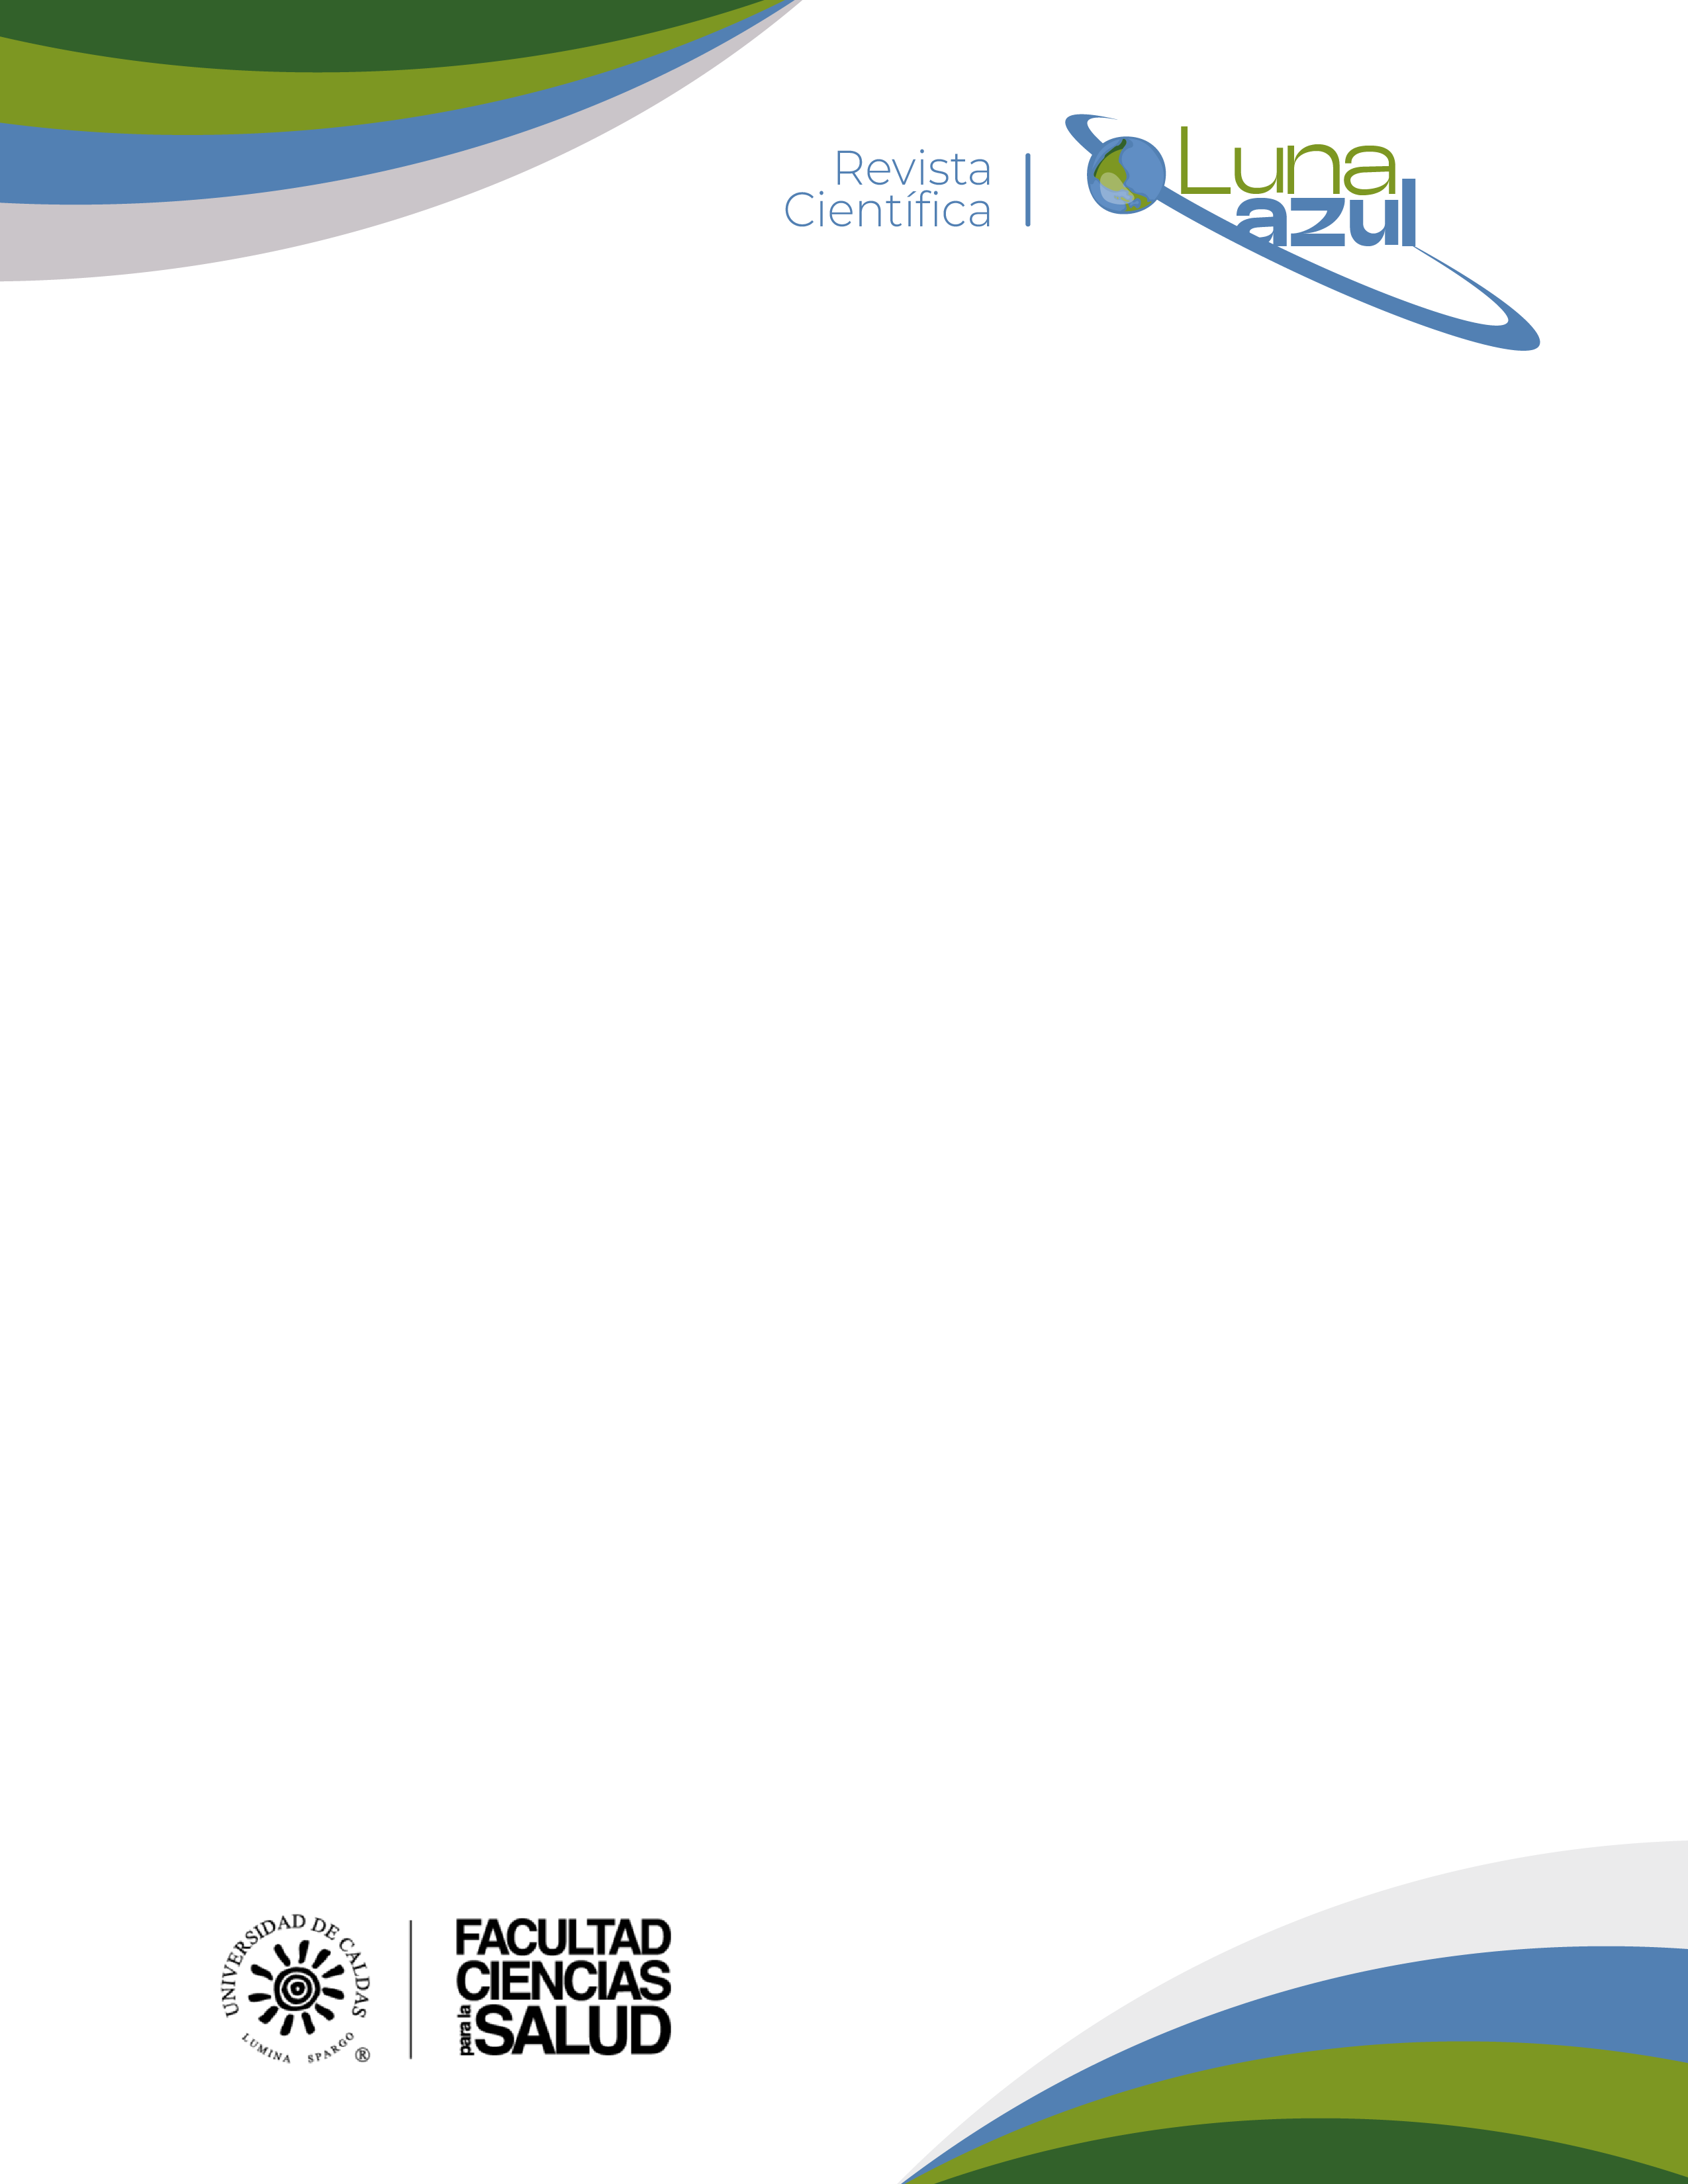 Revista
Científica
Luna
azul
UNIVERSIDAD DE CALDAS
LUMINA SPARGO ®
FACULTAD
CIENCIAS
para la SALUD